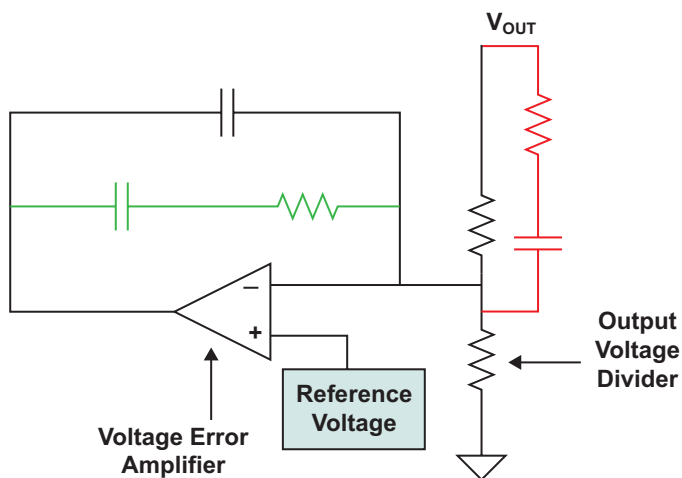 VOUT
−
+
Reference
Voltage
Output
Voltage
Divider
Voltage Error
Amplifier